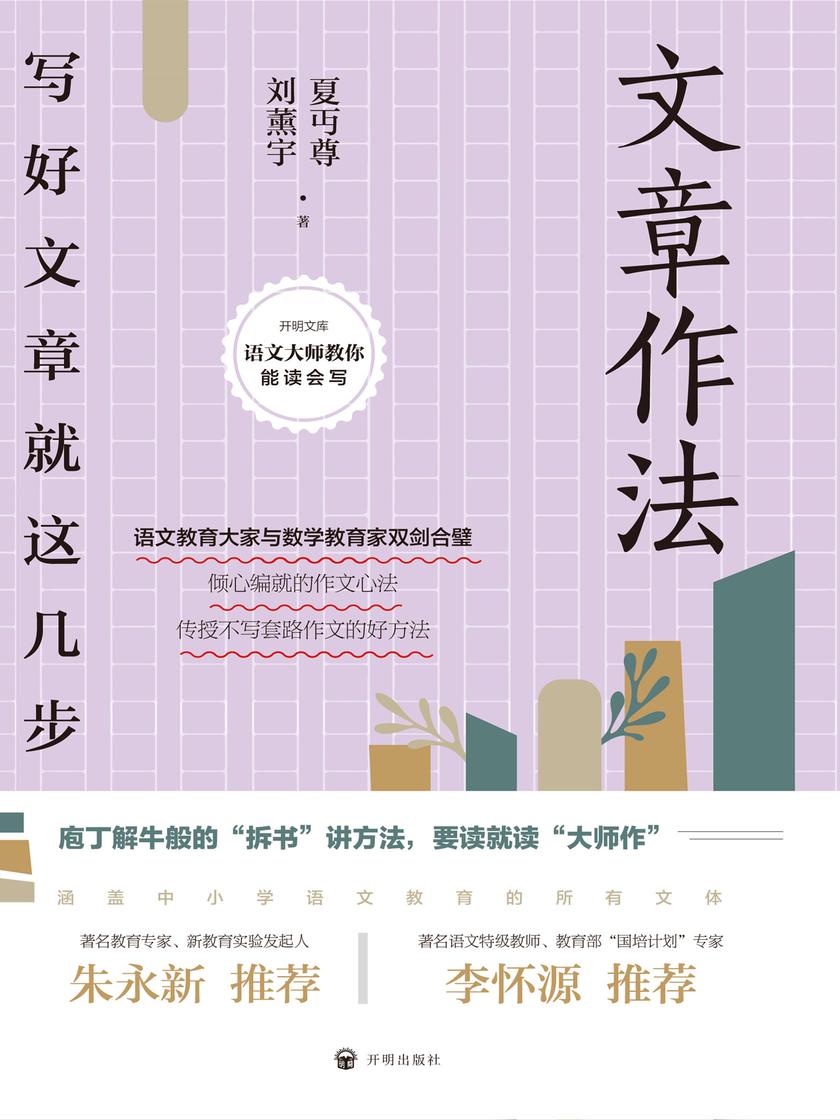 文章作法
夏丏尊
刘薰宇
·著
写好文章就这几步
开明文库
语文大师教你
能读会写
语文教育大家与数学教育家双剑合璧
倾心编就的作文心法
传授不写套路作文的好方法
庖丁解牛般的“拆书”讲方法，要读就读“大师作”
涵盖中小学语文教育的所有文体
著名教育专家、新教育实验发起人
朱永新 推荐
著名语文特级教师、教育部“国培计划”专家
李怀源 推荐
开明出版社